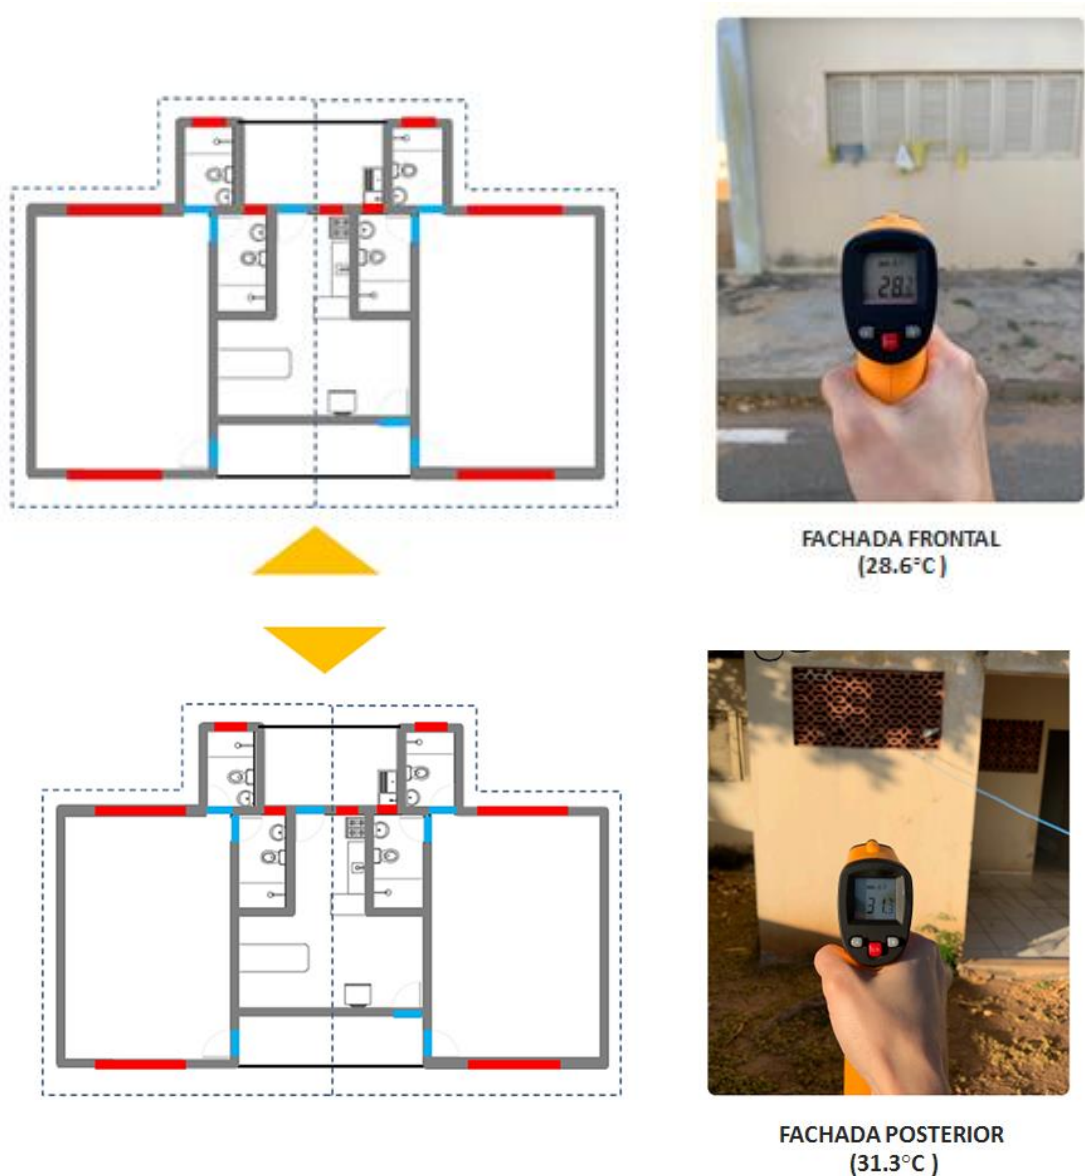 FACHADA FRONTAL
(28.6°C )
FACHADA POSTERIOR
(31.3°C )